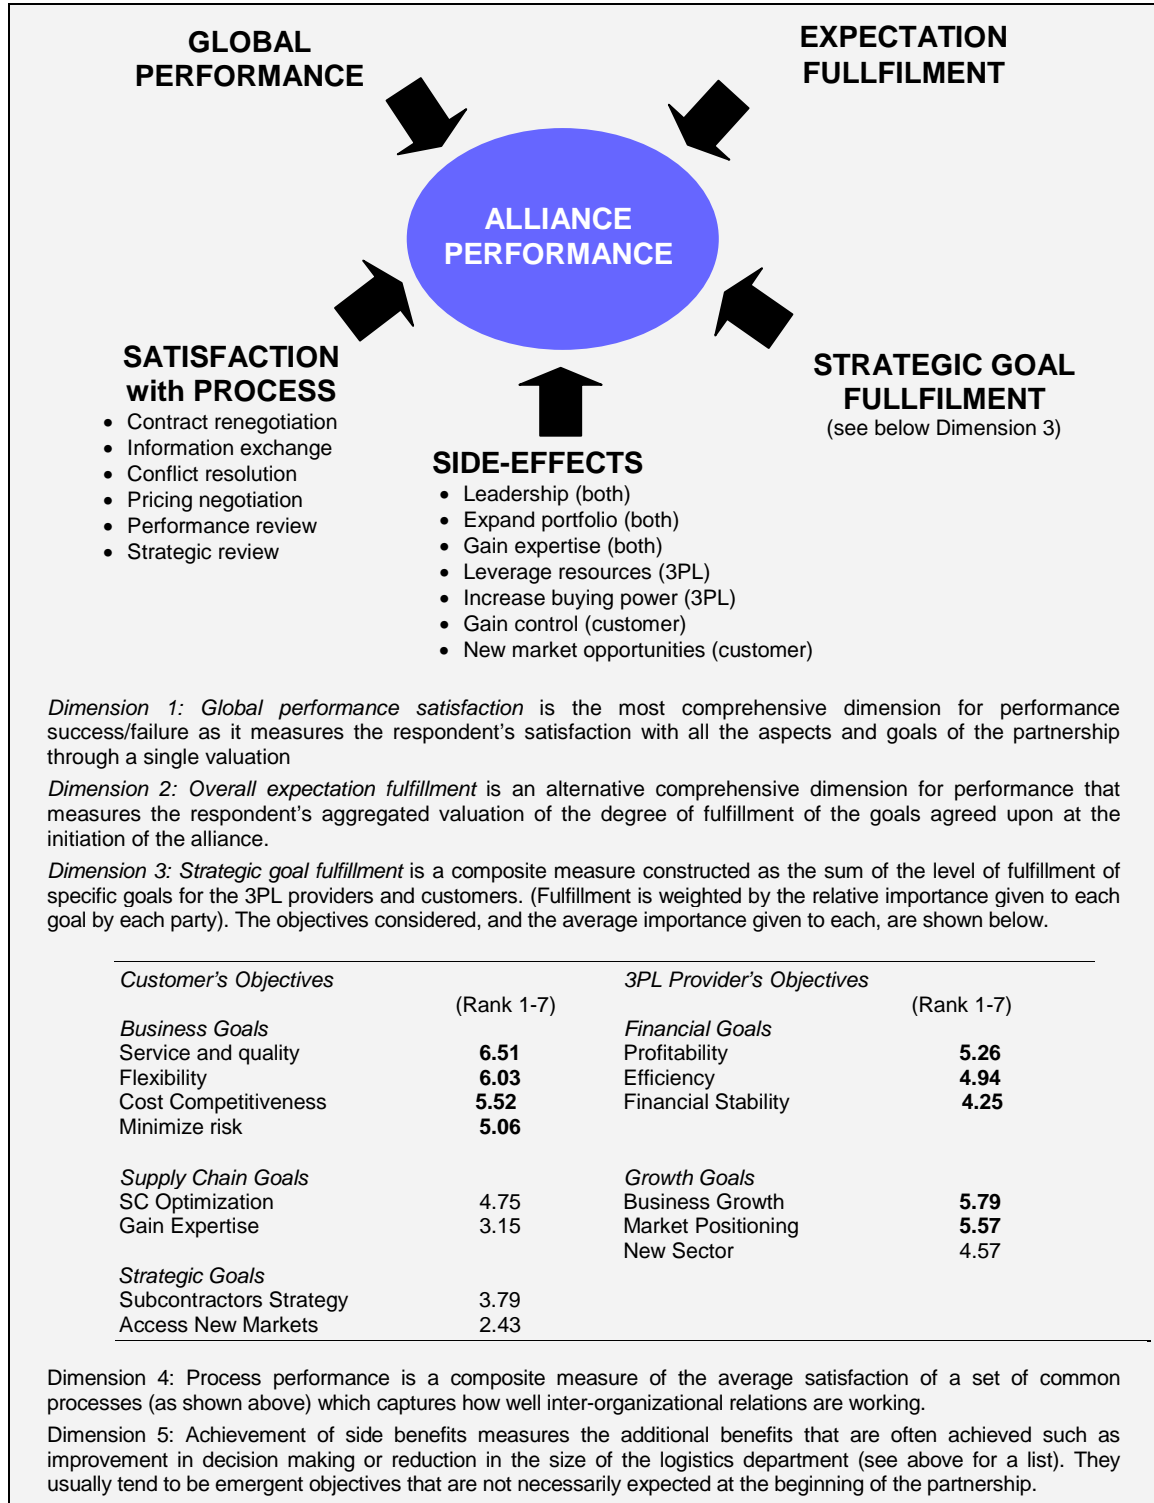 GLOBAL
PERFORMANCE
EXPECTATION
FULLFILMENT
ALLIANCE
PERFORMANCE
SATISFACTION
with PROCESS
• Contract renegotiation
• Information exchange
• Conflict resolution
• Pricing negotiation
• Performance review
• Strategic review
STRATEGIC GOAL
FULLFILMENT
(see below Dimension 3)
SIDE-EFFECTS
• Leadership (both)
• Expand portfolio (both)
• Gain expertise (both)
• Leverage resources (3PL)
• Increase buying power (3PL)
• Gain control (customer)
• New market opportunities (customer)
Dimension 1: Global performance satisfaction is the most comprehensive dimension for performance
success/failure as it measures the respondent's satisfaction with all the aspects and goals of the partnership
through a single valuation
Dimension 2: Overall expectation fulfillment is an alternative comprehensive dimension for performance that
measures the respondent's aggregated valuation of the degree of fulfillment of the goals agreed upon at the
initiation of the alliance.
Dimension 3: Strategic goal fulfillment is a composite measure constructed as the sum of the level of fulfillment of
specific goals for the 3PL providers and customers. (Fulfillment is weighted by the relative importance given to each
goal by each party). The objectives considered, and the average importance given to each, are shown below.
Customer's Objectives 3PL Provider's Objectives
(Rank 1-7) (Rank 1-7)
Business Goals Financial Goals
Service and quality 6.51 Profitability 5.26
Flexibility 6.03 Efficiency 4.94
Cost Competitiveness 5.52 Financial Stability 4.25
Minimize risk 5.06
Supply Chain Goals Growth Goals
SC Optimization 4.75 Business Growth 5.79
Gain Expertise 3.15 Market Positioning 5.57
New Sector 4.57
Strategic Goals
Subcontractors Strategy 3.79
Access New Markets 2.43
Dimension 4: Process performance is a composite measure of the average satisfaction of a set of common
processes (as shown above) which captures how well inter-organizational relations are working.
Dimension 5: Achievement of side benefits measures the additional benefits that are often achieved such as
improvement in decision making or reduction in the size of the logistics department (see above for a list). They
usually tend to be emergent objectives that are not necessarily expected at the beginning of the partnership.